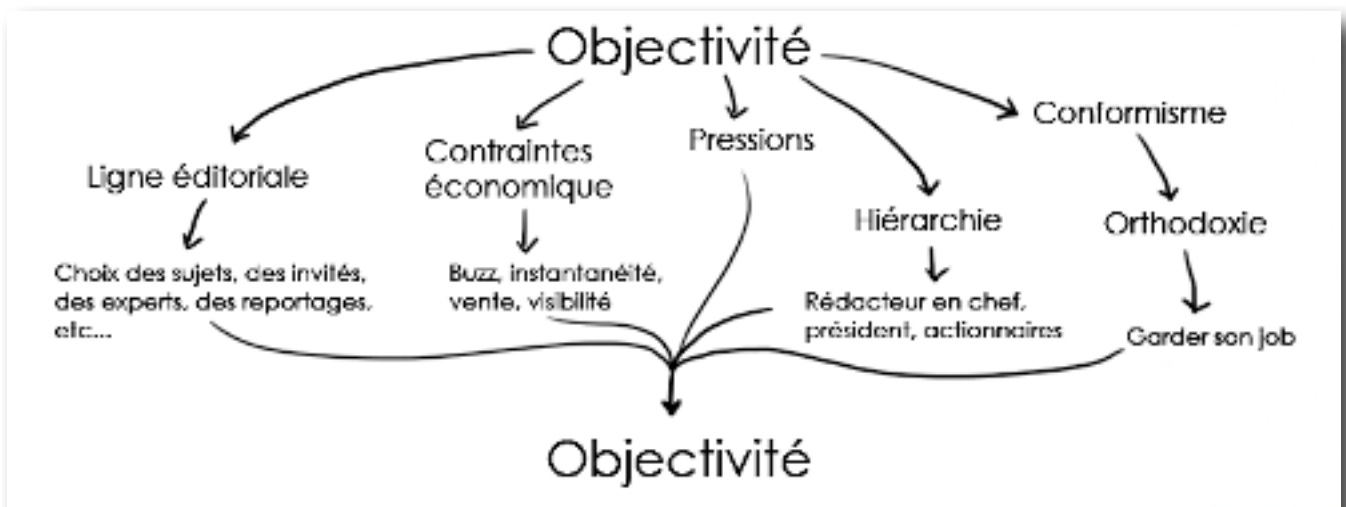 Objectivité
Ligne éditoriale
Choix des sujets, des invités,
des experts, des reportages,
etc...
Contraintes
économique
Buzz, instantanéité,
vente, visibilité
Pressions
Hiérarchie
Rédacteur en chef,
président, actionnaires
Conformisme
Orthodoxie
Garder son job
Objectivité